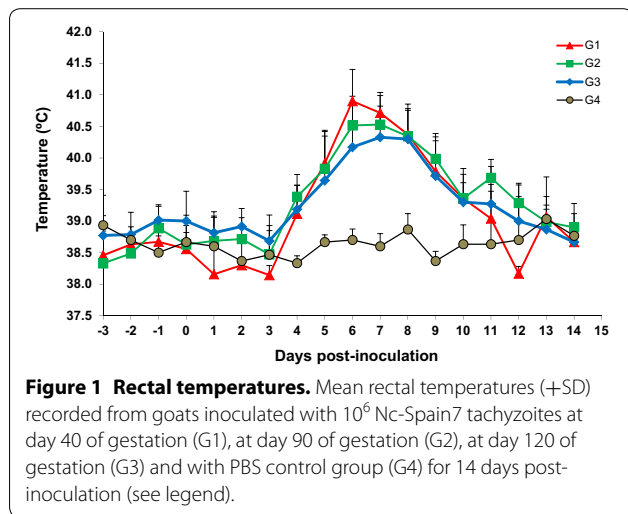 42.0
41.5
41.0
40.5
40.0
39.5
39.0
38.5
38.0
37.5
Temperature (ºC)
G1
G2
G3
G4
-3 -2 -1 0 1 2 3 4 5 6 7 8 9 10 11 12 13 14 15
Days post-inoculation
Figure 1 Rectal temperatures. Mean rectal temperatures (+SD)
recorded from goats inoculated with 10⁶ Nc-Spain7 tachyzoites at
day 40 of gestation (G1), at day 90 of gestation (G2), at day 120 of
gestation (G3) and with PBS control group (G4) for 14 days post-
inoculation (see legend).